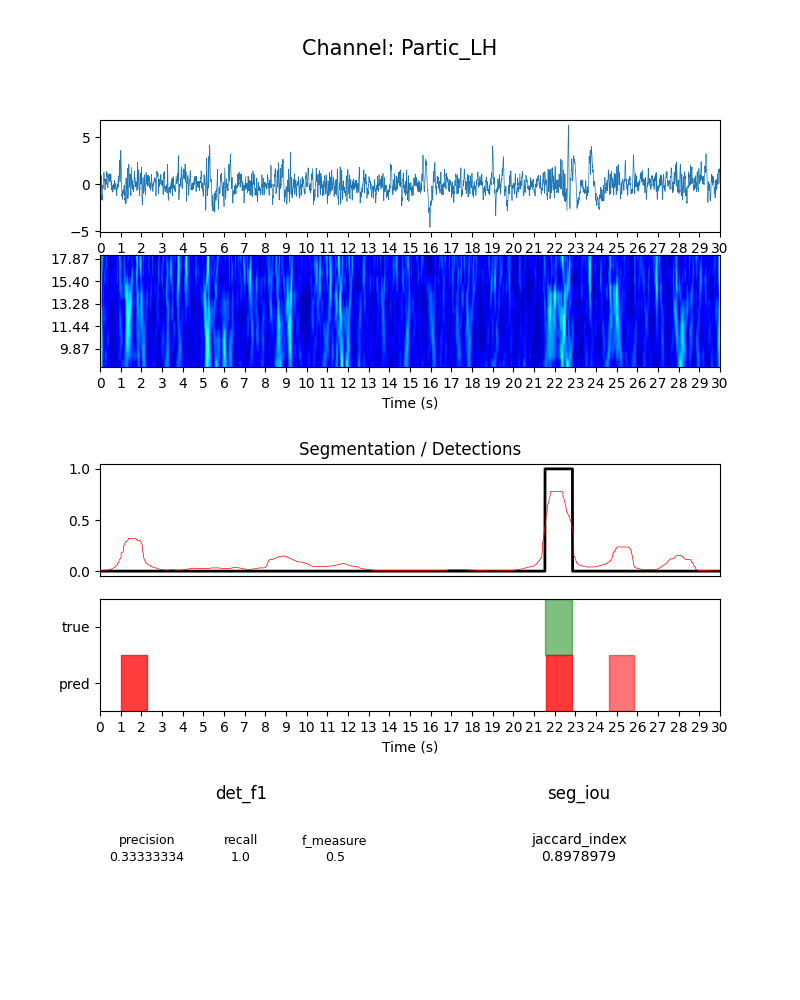 Channel: Partic_LH
5
0
−5
0 1 2 3 4 5 6 7 8 9 10 11 12 13 14 15 16 17 18 19 20 21 22 23 24 25 26 27 28 29 30
17.87
15.40
13.28
11.44
9.87
0 1 2 3 4 5 6 7 8 9 10 11 12 13 14 15 16 17 18 19 20 21 22 23 24 25 26 27 28 29 30
Time (s)
Segmentation / Detections
1.0
0.5
0.0
true
pred
0 1 2 3 4 5 6 7 8 9 10 11 12 13 14 15 16 17 18 19 20 21 22 23 24 25 26 27 28 29 30
Time (s)
det_f1 seg_iou
precision recall f_measure jaccard_index
0.33333334 1.0 0.5 0.8978979